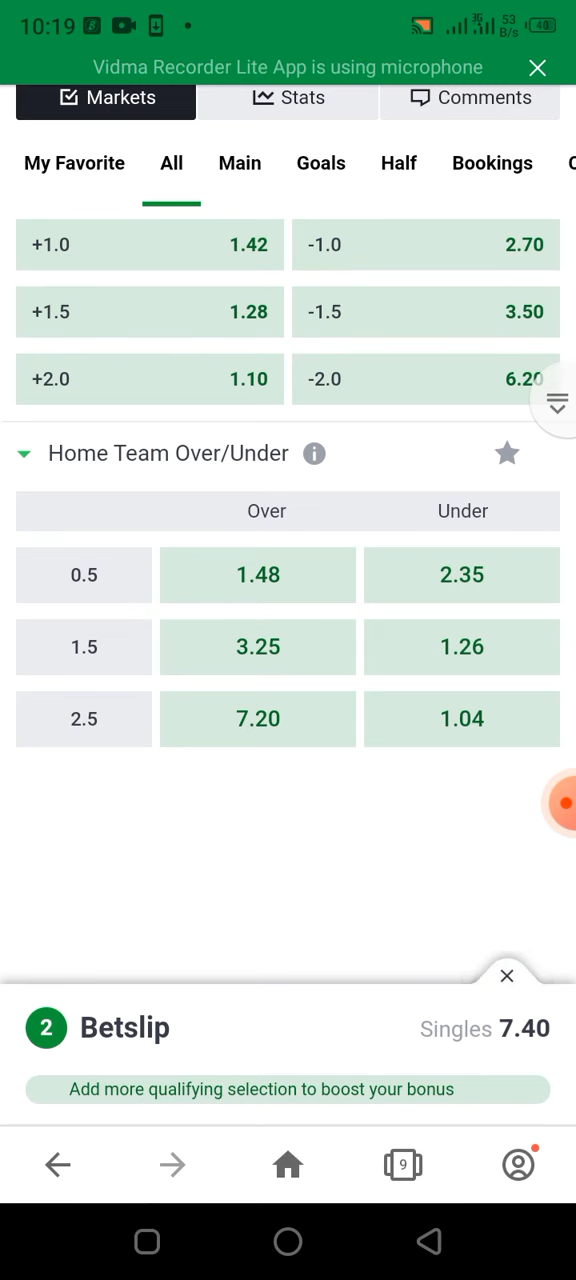 10:19 3G 53 B/s 40
Vidma Recorder Lite App is using microphone
Markets Stats Comments
My Favorite All Main Goals Half Bookings
+1.0 1.42 -1.0 2.70
+1.5 1.28 -1.5 3.50
+2.0 1.10 -2.0 6.20
Home Team Over/Under
Over Under
0.5 1.48 2.35
1.5 3.25 1.26
2.5 7.20 1.04
2 Betslip Singles 7.40
Add more qualifying selection to boost your bonus
9